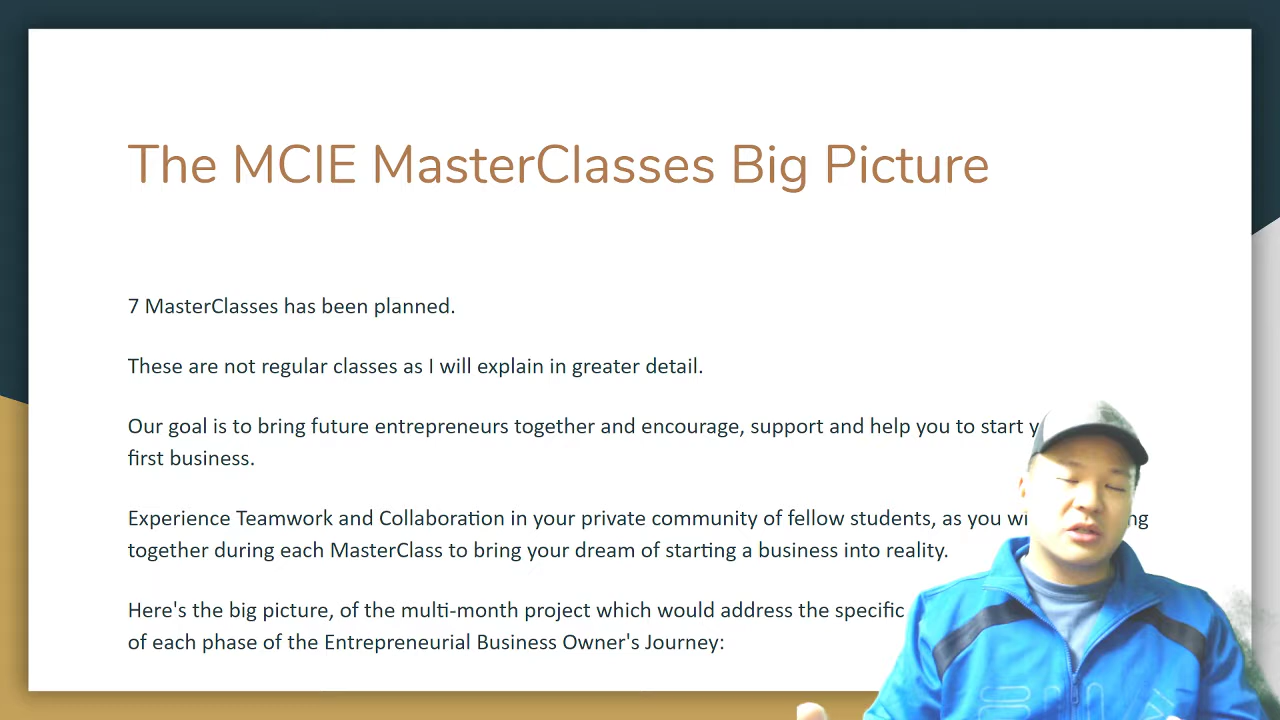 The MCIE MasterClasses Big Picture
7 MasterClasses has been planned.
These are not regular classes as I will explain in greater detail.
Our goal is to bring future entrepreneurs together and encourage, support and help you to start
first business.
Experience Teamwork and Collaboration in your private community of fellow students, as you
together during each MasterClass to bring your dream of starting a business into reality.
Here's the big picture, of the multi-month project which would address the specific
of each phase of the Entrepreneurial Business Owner's Journey: